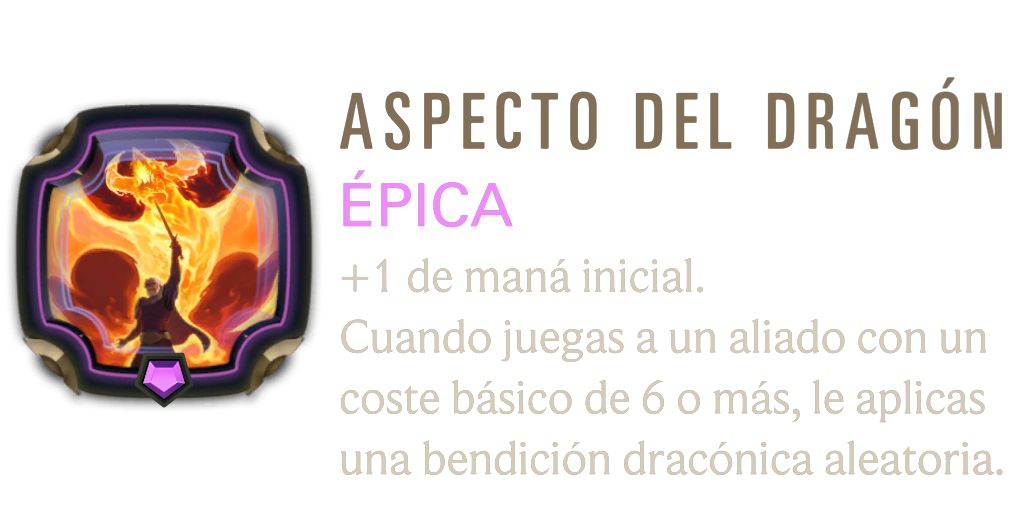 ASPECTO DEL DRAGÓN
ÉPICA
+1 de maná inicial.
Cuando juegas a un aliado con un
coste básico de 6 o más, le aplicas
una bendición dracónica aleatoria.